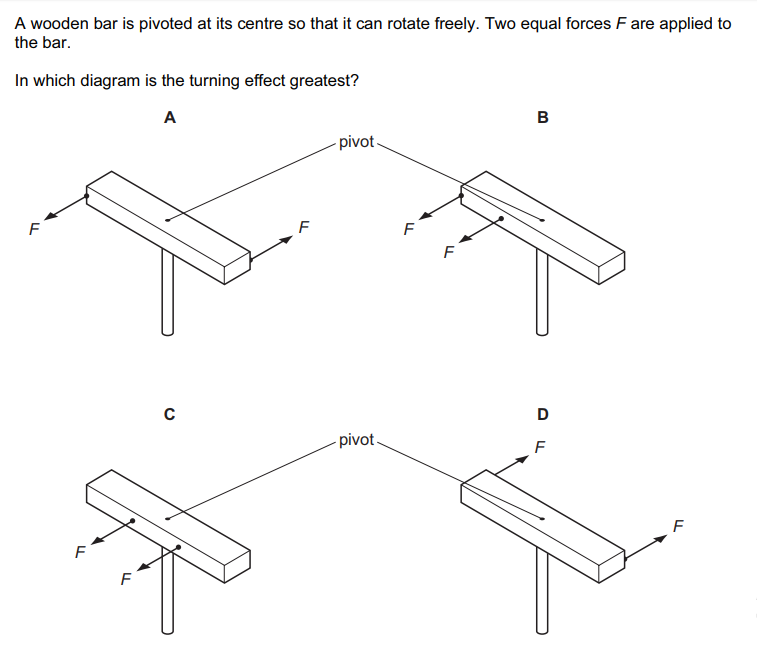 A wooden bar is pivoted at its centre so that it can rotate freely. Two equal forces F are applied to
the bar.
In which diagram is the turning effect greatest?
A
B
pivot
F
F
F
F
C
D
pivot
F
F
F
F